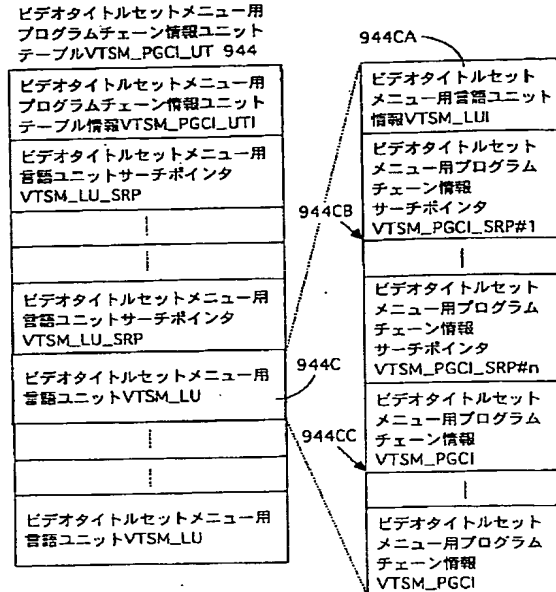 ビデオタイトルセットメニュー用
プログラムチェーン情報ユニット
テーブルVTSM_PGCI_UT 944
ビデオタイトルセットメニュー用
プログラムチェーン情報ユニット
テーブル情報VTSM_PGCI_UTI
ビデオタイトルセットメニュー用
言語ユニットサーチポインタ
VTSM_LU_SRP
ビデオタイトルセットメニュー用
言語ユニットサーチポインタ
VTSM_LU_SRP
ビデオタイトルセットメニュー用
言語ユニットVTSM_LU
ビデオタイトルセットメニュー用
言語ユニットVTSM_LU
944C
944CA
ビデオタイトルセット
メニュー用言語ユニット
情報VTSM_LUI
944CB
ビデオタイトルセット
メニュー用プログラム
チェーン情報
サーチポインタ
VTSM_PGCI_SRP#1
ビデオタイトルセット
メニュー用プログラム
チェーン情報
サーチポインタ
VTSM_PGCI_SRP#n
944CC
ビデオタイトルセット
メニュー用プログラム
チェーン情報
VTSM_PGCI
ビデオタイトルセット
メニュー用プログラム
チェーン情報
VTSM_PGCI